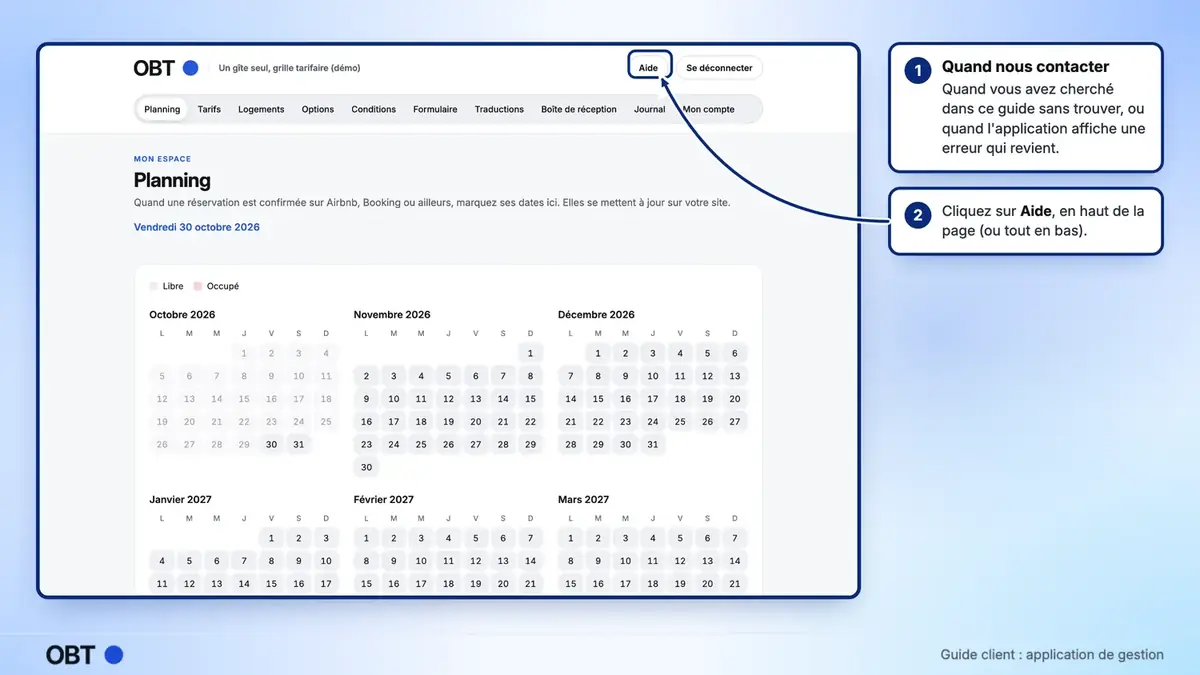 OBT
Un gîte seul, grille tarifaire (démo)
Aide
Se déconnecter
Planning Tarifs Logements Options Conditions Formulaire Traductions Boîte de réception Journal Mon compte
MON ESPACE
Planning
Quand une réservation est confirmée sur Airbnb, Booking ou ailleurs, marquez ses dates ici. Elles se mettent à jour sur votre site.
Vendredi 30 octobre 2026
Libre Occupé
Octobre 2026
L M M J V S D
1 2 3 4
5 6 7 8 9 10 11
12 13 14 15 16 17 18
19 20 21 22 23 24 25
26 27 28 29 30 31
Novembre 2026
L M M J V S D
1
2 3 4 5 6 7 8
9 10 11 12 13 14 15
16 17 18 19 20 21 22
23 24 25 26 27 28 29
30
Décembre 2026
L M M J V S D
1 2 3 4 5 6
7 8 9 10 11 12 13
14 15 16 17 18 19 20
21 22 23 24 25 26 27
28 29 30 31
Janvier 2027
L M M J V S D
1 2 3
4 5 6 7 8 9 10
11 12 13 14 15 16 17
Février 2027
L M M J V S D
1 2 3 4 5 6 7
8 9 10 11 12 13 14
15 16 17 18 19 20 21
Mars 2027
L M M J V S D
1 2 3 4 5 6 7
8 9 10 11 12 13 14
15 16 17 18 19 20 21
1 Quand nous contacter
Quand vous avez cherché
dans ce guide sans trouver, ou
quand l'application affiche une
erreur qui revient.
2 Cliquez sur Aide, en haut de la
page (ou tout en bas).
OBT
Guide client : application de gestion